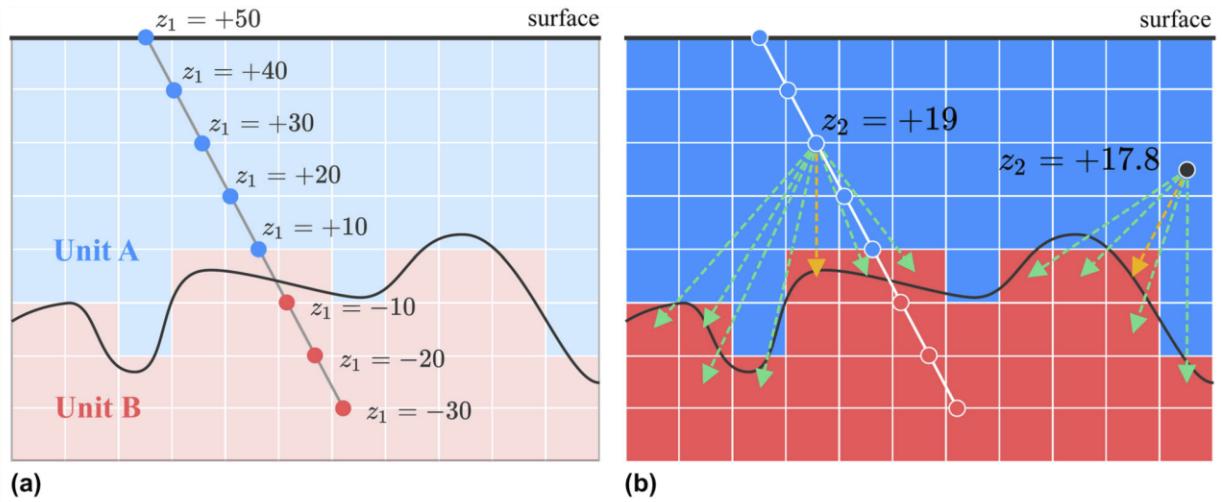 surface
z₁ = +50
z₁ = +40
z₁ = +30
z₁ = +20
z₁ = +10
Unit A
z₁ = −10
z₁ = −20
Unit B
z₁ = −30
(a)
surface
z₂ = +19
z₂ = +17.8
(b)